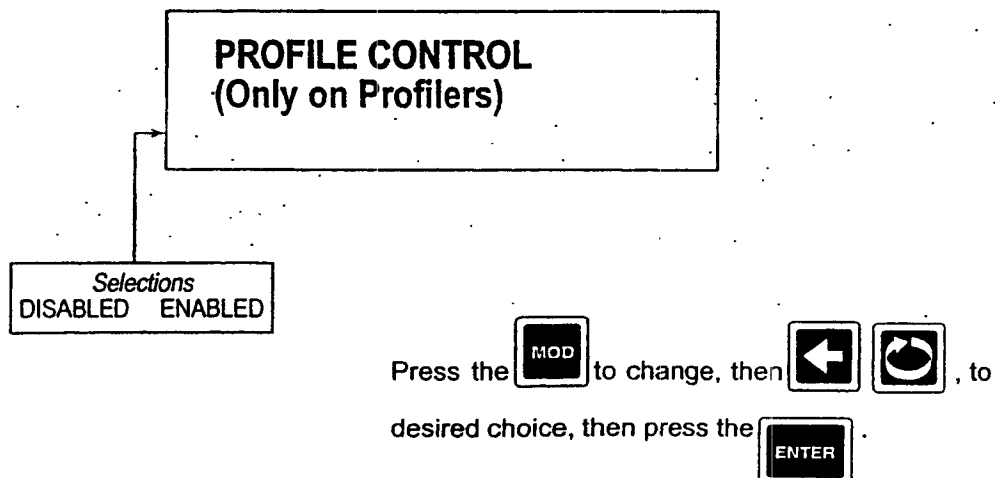 PROFILE CONTROL
(Only on Profilers)
Selections
DISABLED ENABLED
Press the MOD to change, then , to
desired choice, then press the ENTER .